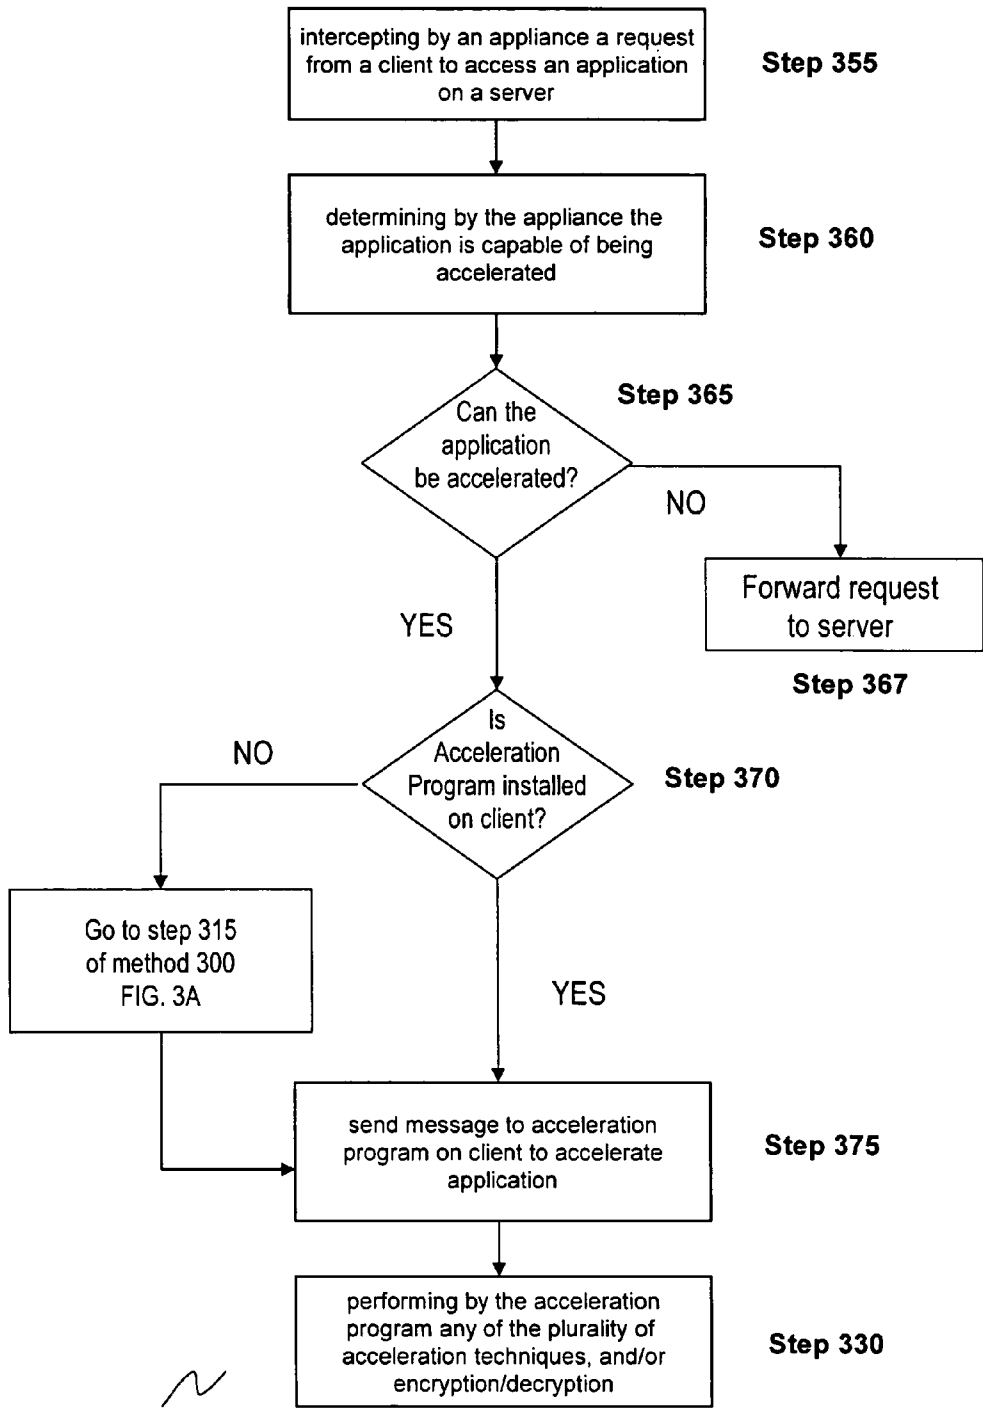 intercepting by an appliance a request
from a client to access an application
on a server
Step 355
determining by the appliance the
application is capable of being
accelerated
Step 360
Step 365
Can the
application
be accelerated?
NO
Forward request
to server
Step 367
YES
Is
Acceleration
Program installed
on client?
Step 370
NO
Go to step 315
of method 300
FIG. 3A
YES
send message to acceleration
program on client to accelerate
application
Step 375
performing by the acceleration
program any of the plurality of
acceleration techniques, and/or
encryption/decryption
Step 330